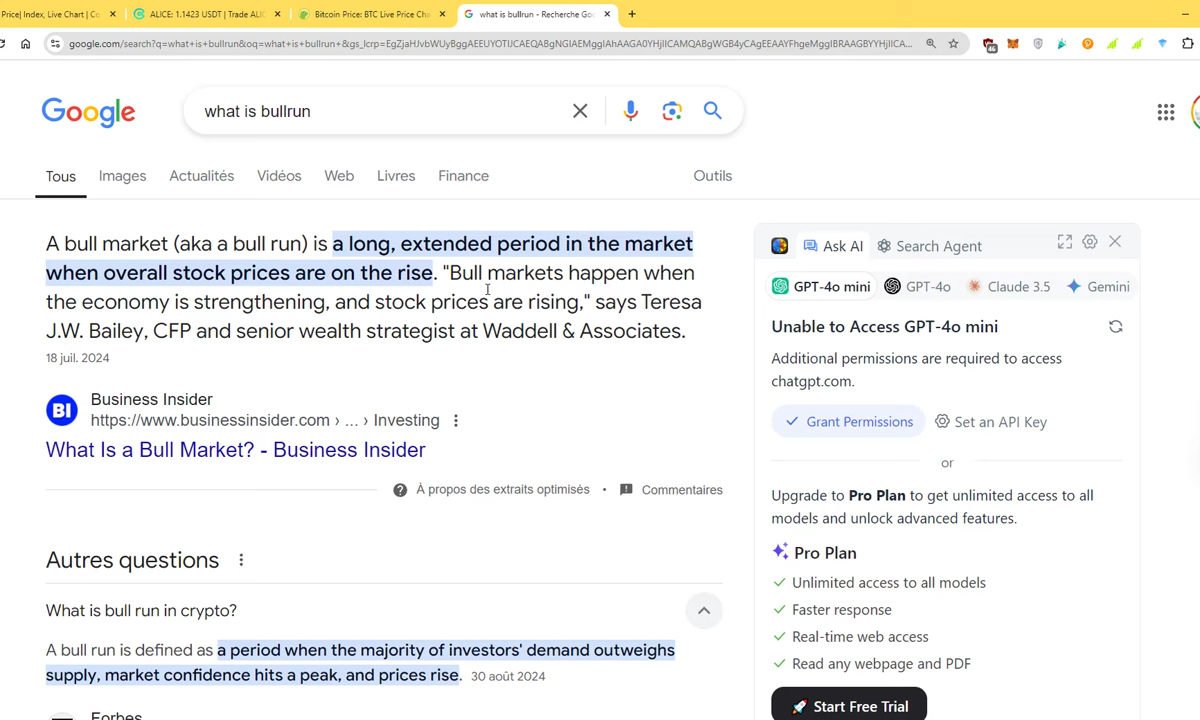 Price| Index, Live Chart | Co
ALICE: 1.1423 USDT | Trade ALIC
Bitcoin Price: BTC Live Price Cha
what is bullrun - Recherche Goo
google.com/search?q=what+is+bullrun&oq=what+is+bullrun+&gs_lcrp=EgZjaHJvbWUyBggAEEUYOTIJCAEQABgNGIAEMggIAhAAGA0YHjIICAMQABgWGB4yCAgEEAAYFhgeMggIBRAAGBYYHjIICA...
46
Google
what is bullrun
Tous
Images
Actualités
Vidéos
Web
Livres
Finance
Outils
A bull market (aka a bull run) is a long, extended period in the market
when overall stock prices are on the rise. "Bull markets happen when
the economy is strengthening, and stock prices are rising," says Teresa
J.W. Bailey, CFP and senior wealth strategist at Waddell & Associates.
18 juil. 2024
BI
Business Insider
https://www.businessinsider.com › ... › Investing
What Is a Bull Market? - Business Insider
À propos des extraits optimisés • Commentaires
Autres questions
What is bull run in crypto?
A bull run is defined as a period when the majority of investors' demand outweighs
supply, market confidence hits a peak, and prices rise. 30 août 2024
Forbes
Ask AI
Search Agent
GPT-4o mini
GPT-4o
Claude 3.5
Gemini
Unable to Access GPT-4o mini
Additional permissions are required to access
chatgpt.com.
Grant Permissions
Set an API Key
or
Upgrade to Pro Plan to get unlimited access to all
models and unlock advanced features.
Pro Plan
Unlimited access to all models
Faster response
Real-time web access
Read any webpage and PDF
Start Free Trial